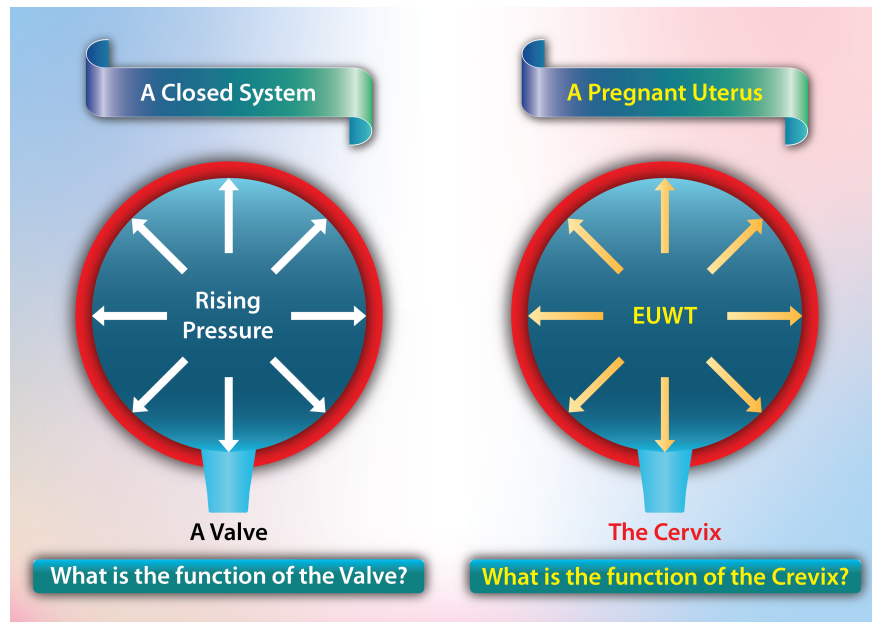 A Closed System
Rising
Pressure
A Valve
What is the function of the Valve?
A Pregnant Uterus
EUWT
The Cervix
What is the function of the Crevix?